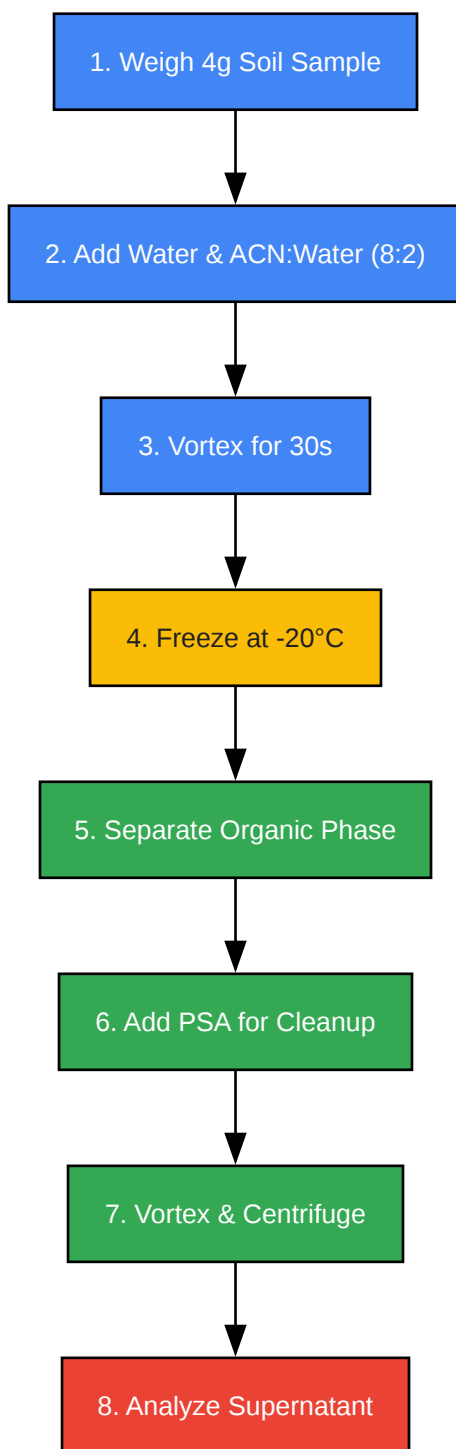 1. Weigh 4g Soil Sample
2. Add Water & ACN:Water (8:2)
3. Vortex for 30s
4. Freeze at -20°C
5. Separate Organic Phase
6. Add PSA for Cleanup
7. Vortex & Centrifuge
8. Analyze Supernatant